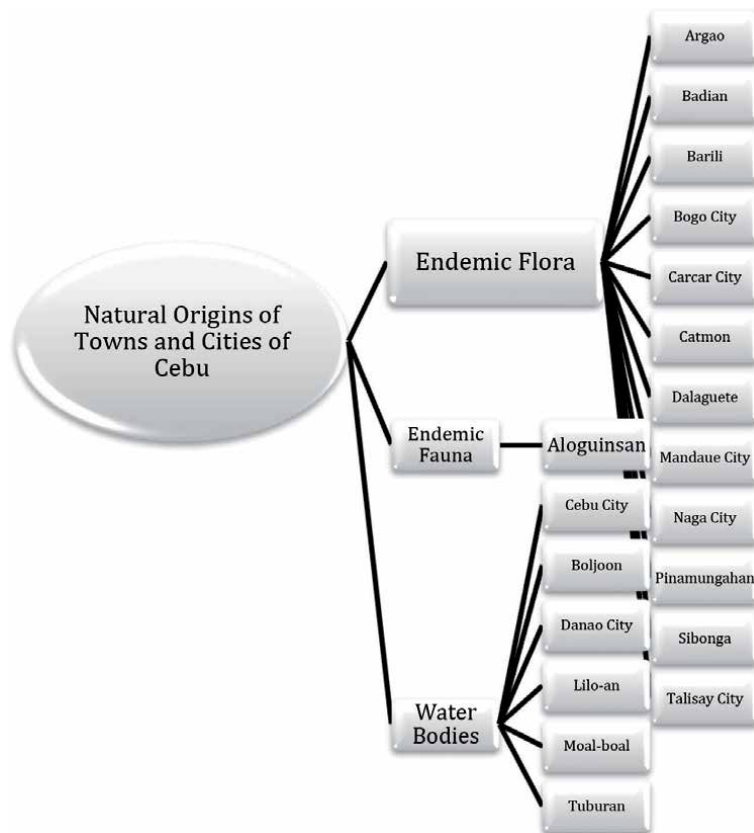 Natural Origins of
Towns and Cities of
Cebu
Endemic Flora
Argao
Badian
Barili
Bogo City
Carcar City
Catmon
Dalaguete
Mandaue City
Naga City
Pinamungahan
Sibonga
Talisay City
Endemic
Fauna
Aloguinsan
Water
Bodies
Cebu City
Boljoon
Danao City
Lilo-an
Moal-boal
Tuburan